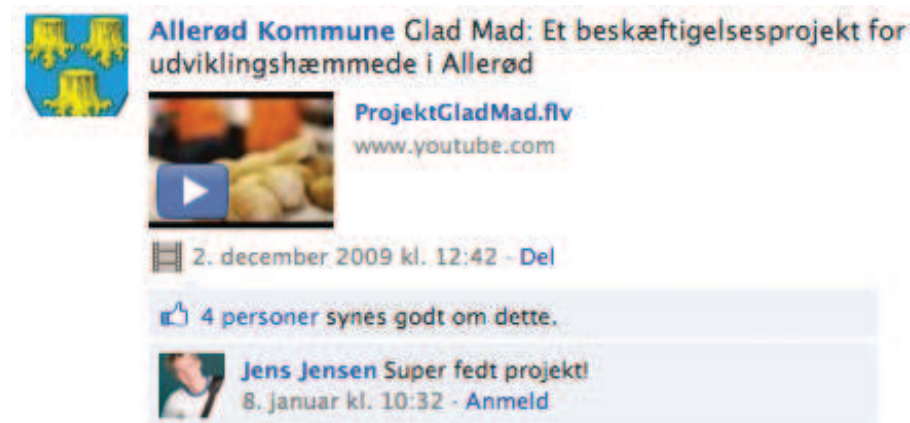 Allerød Kommune Glad Mad: Et beskæftigelsesprojekt for
udviklingshæmmede i Allerød
ProjektGladMad.flv
www.youtube.com
2. december 2009 kl. 12:42 · Del
4 personer synes godt om dette.
Jens Jensen Super fedt projekt!
8. januar kl. 10:32 · Anmeld